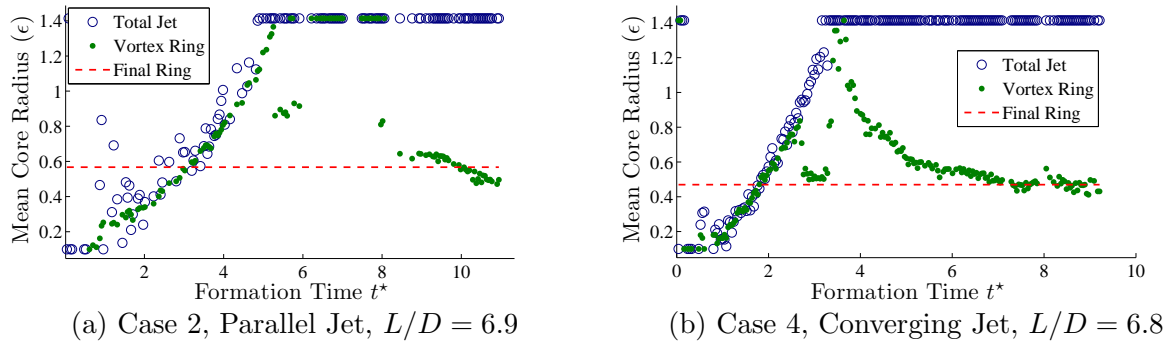 1.4
1.2
1
0.8
0.6
0.4
0.2
Mean Core Radius (ϵ)
Total Jet
Vortex Ring
Final Ring
2
4
6
8
10
Formation Time t⋆
(a) Case 2, Parallel Jet, L/D = 6.9
1.4
1.2
1
0.8
0.6
0.4
0.2
Mean Core Radius (ϵ)
Total Jet
Vortex Ring
Final Ring
0
2
4
6
8
10
Formation Time t⋆
(b) Case 4, Converging Jet, L/D = 6.8